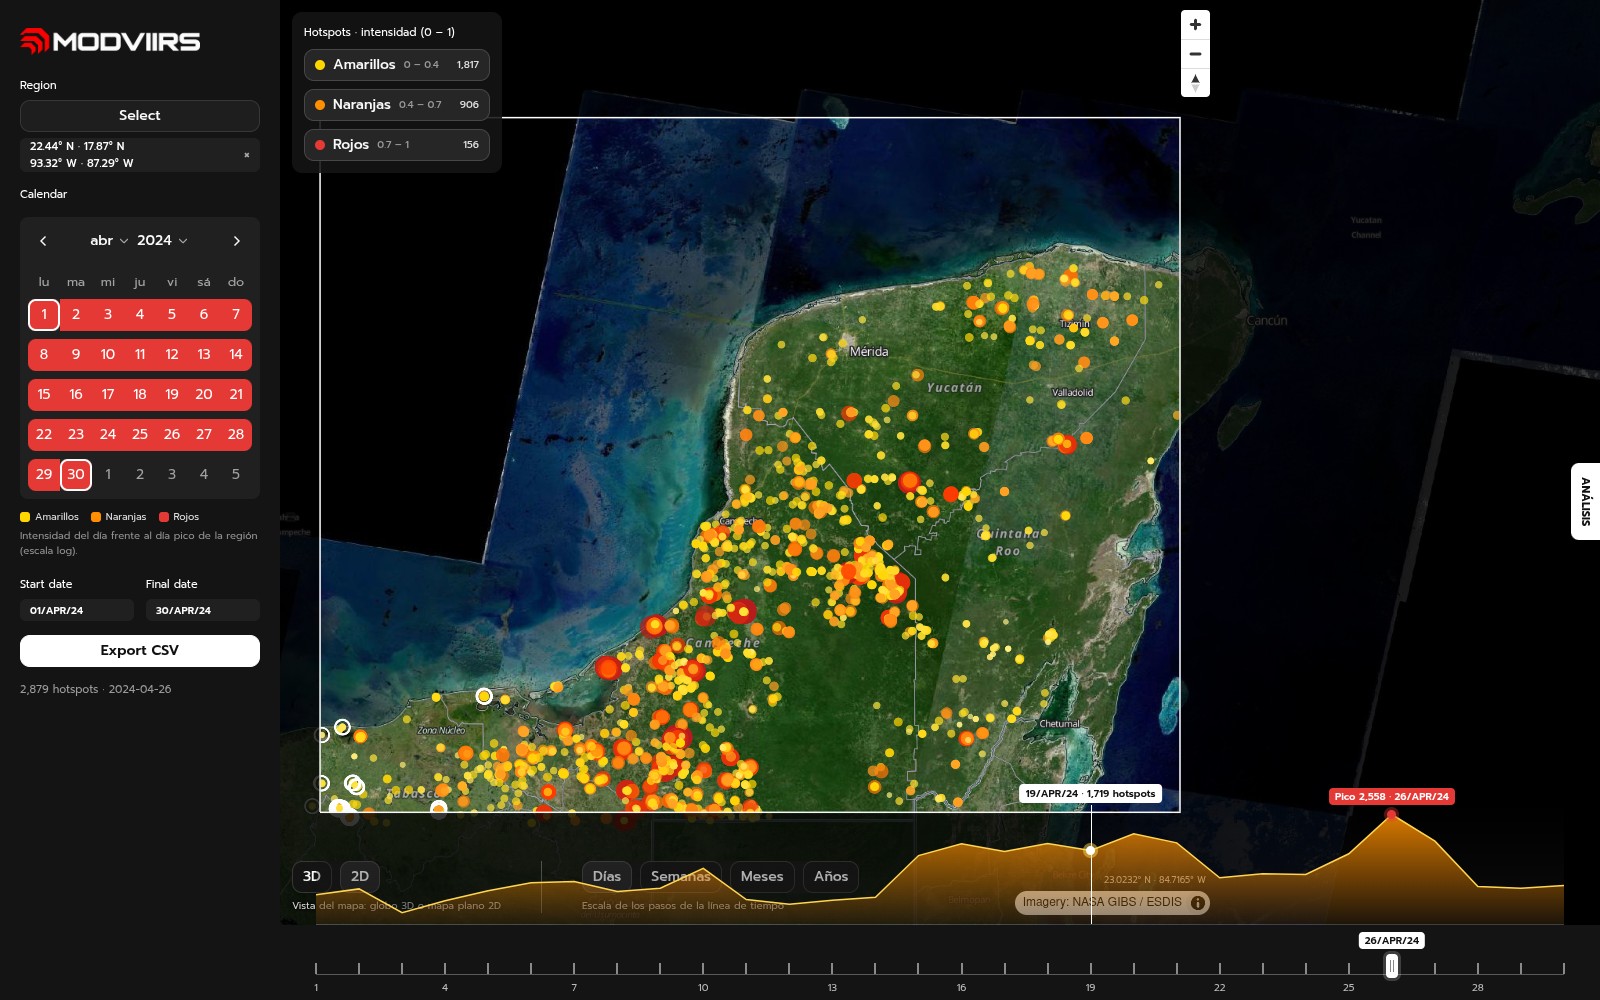 MODVIIRS
Region
Select
22.44° N · 17.87° N
93.32° W · 87.29° W
×
Calendar
abr 2024
lu ma mi ju vi sá do
1 2 3 4 5 6 7
8 9 10 11 12 13 14
15 16 17 18 19 20 21
22 23 24 25 26 27 28
29 30 1 2 3 4 5
Amarillos Naranjas Rojos
Intensidad del día frente al día pico de la región
(escala log).
Start date Final date
01/APR/24 30/APR/24
Export CSV
2,879 hotspots · 2024-04-26
Hotspots · intensidad (0 – 1)
Amarillos 0 – 0.4 1,817
Naranjas 0.4 – 0.7 906
Rojos 0.7 – 1 156
Yucatan
Channel
Cancún
Tizimín
Mérida
Yucatán
Valladolid
Campeche
Quintana
Roo
Campeche
Zona Núcleo
Chetumal
Tabasco
ANÁLISIS
19/APR/24 · 1,719 hotspots
Pico 2,558 · 26/APR/24
3D 2D Días Semanas Meses Años
Vista del mapa: globo 3D o mapa plano 2D
Escala de los pasos de la línea de tiempo
23.0232° N · 84.7165° W
Belmopan
Imagery: NASA GIBS / ESDIS
26/APR/24
1 4 7 10 13 16 19 22 25 28